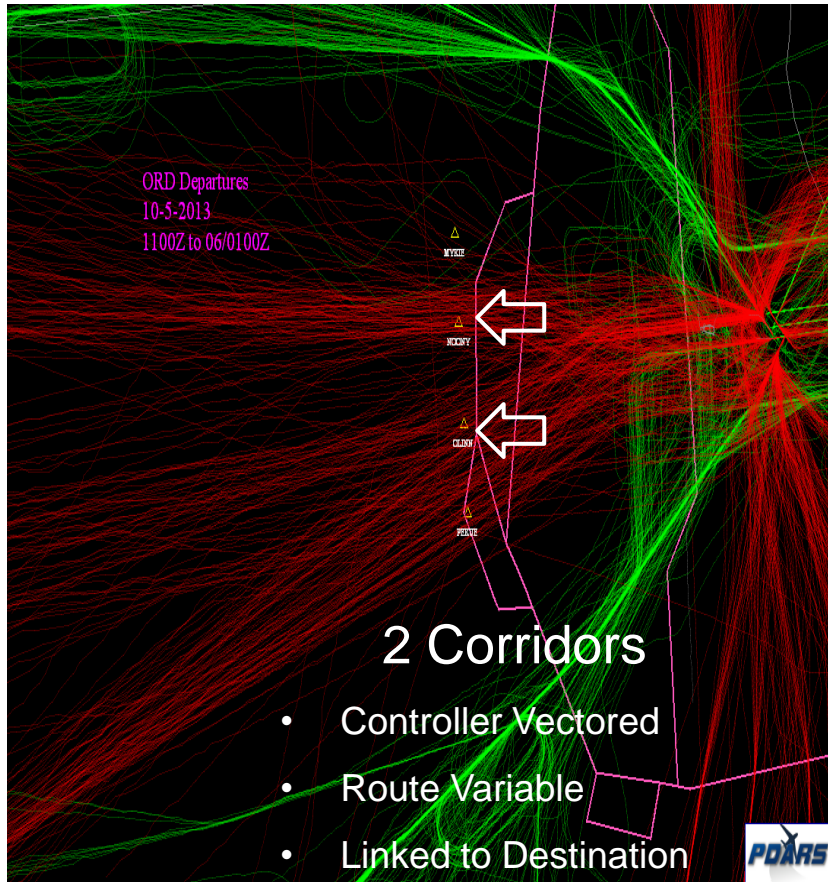 ORD Departures
10-5-2013
1100Z to 06/0100Z
MYKIE
NOONY
CLINN
PEKUE
2 Corridors
• Controller Vectored
• Route Variable
• Linked to Destination
PDARS